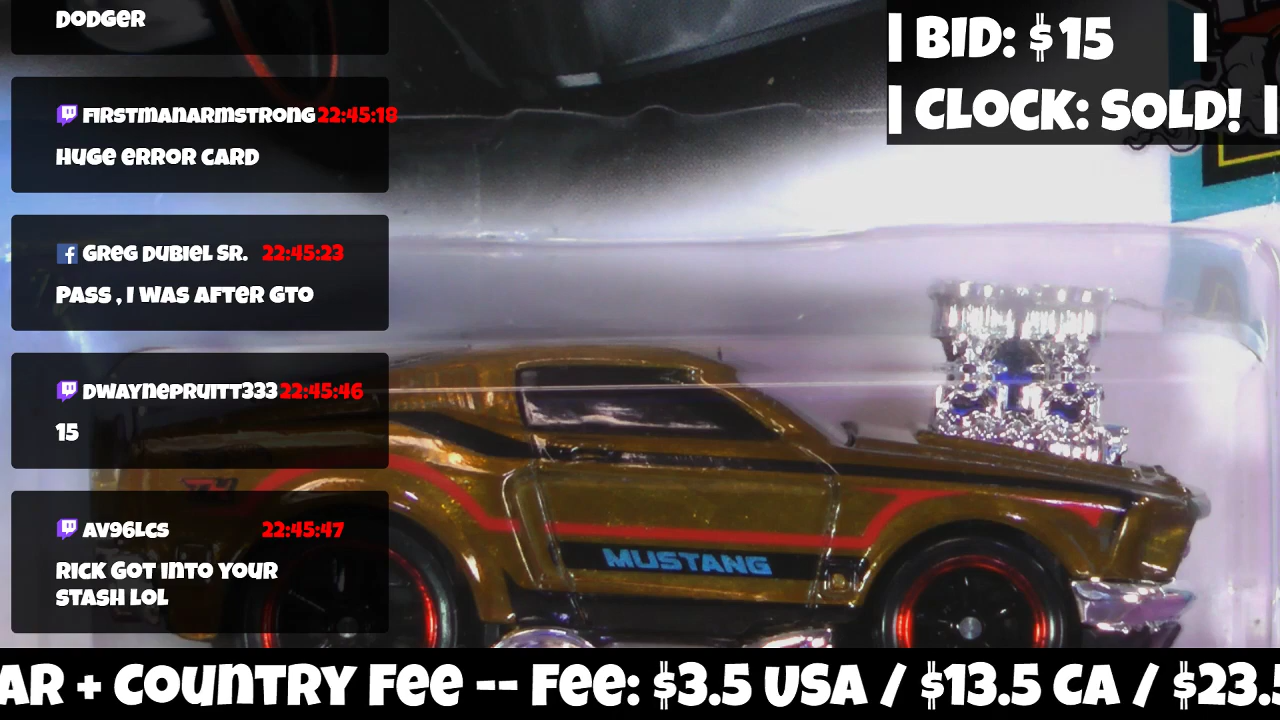 DODGER
FIRSTMANARMSTRONG 22:45:18
HUGE ERROR CARD
GREG DUBIEL SR. 22:45:23
PASS , I WAS AFTER GTO
DWAYNEPRUITT333 22:45:46
15
AV96LCS 22:45:47
RICK GOT INTO YOUR
STASH LOL
| BID: $15 |
| CLOCK: SOLD! |
MUSTANG
AR + COUNTRY FEE -- FEE: $3.5 USA / $13.5 CA / $23.5